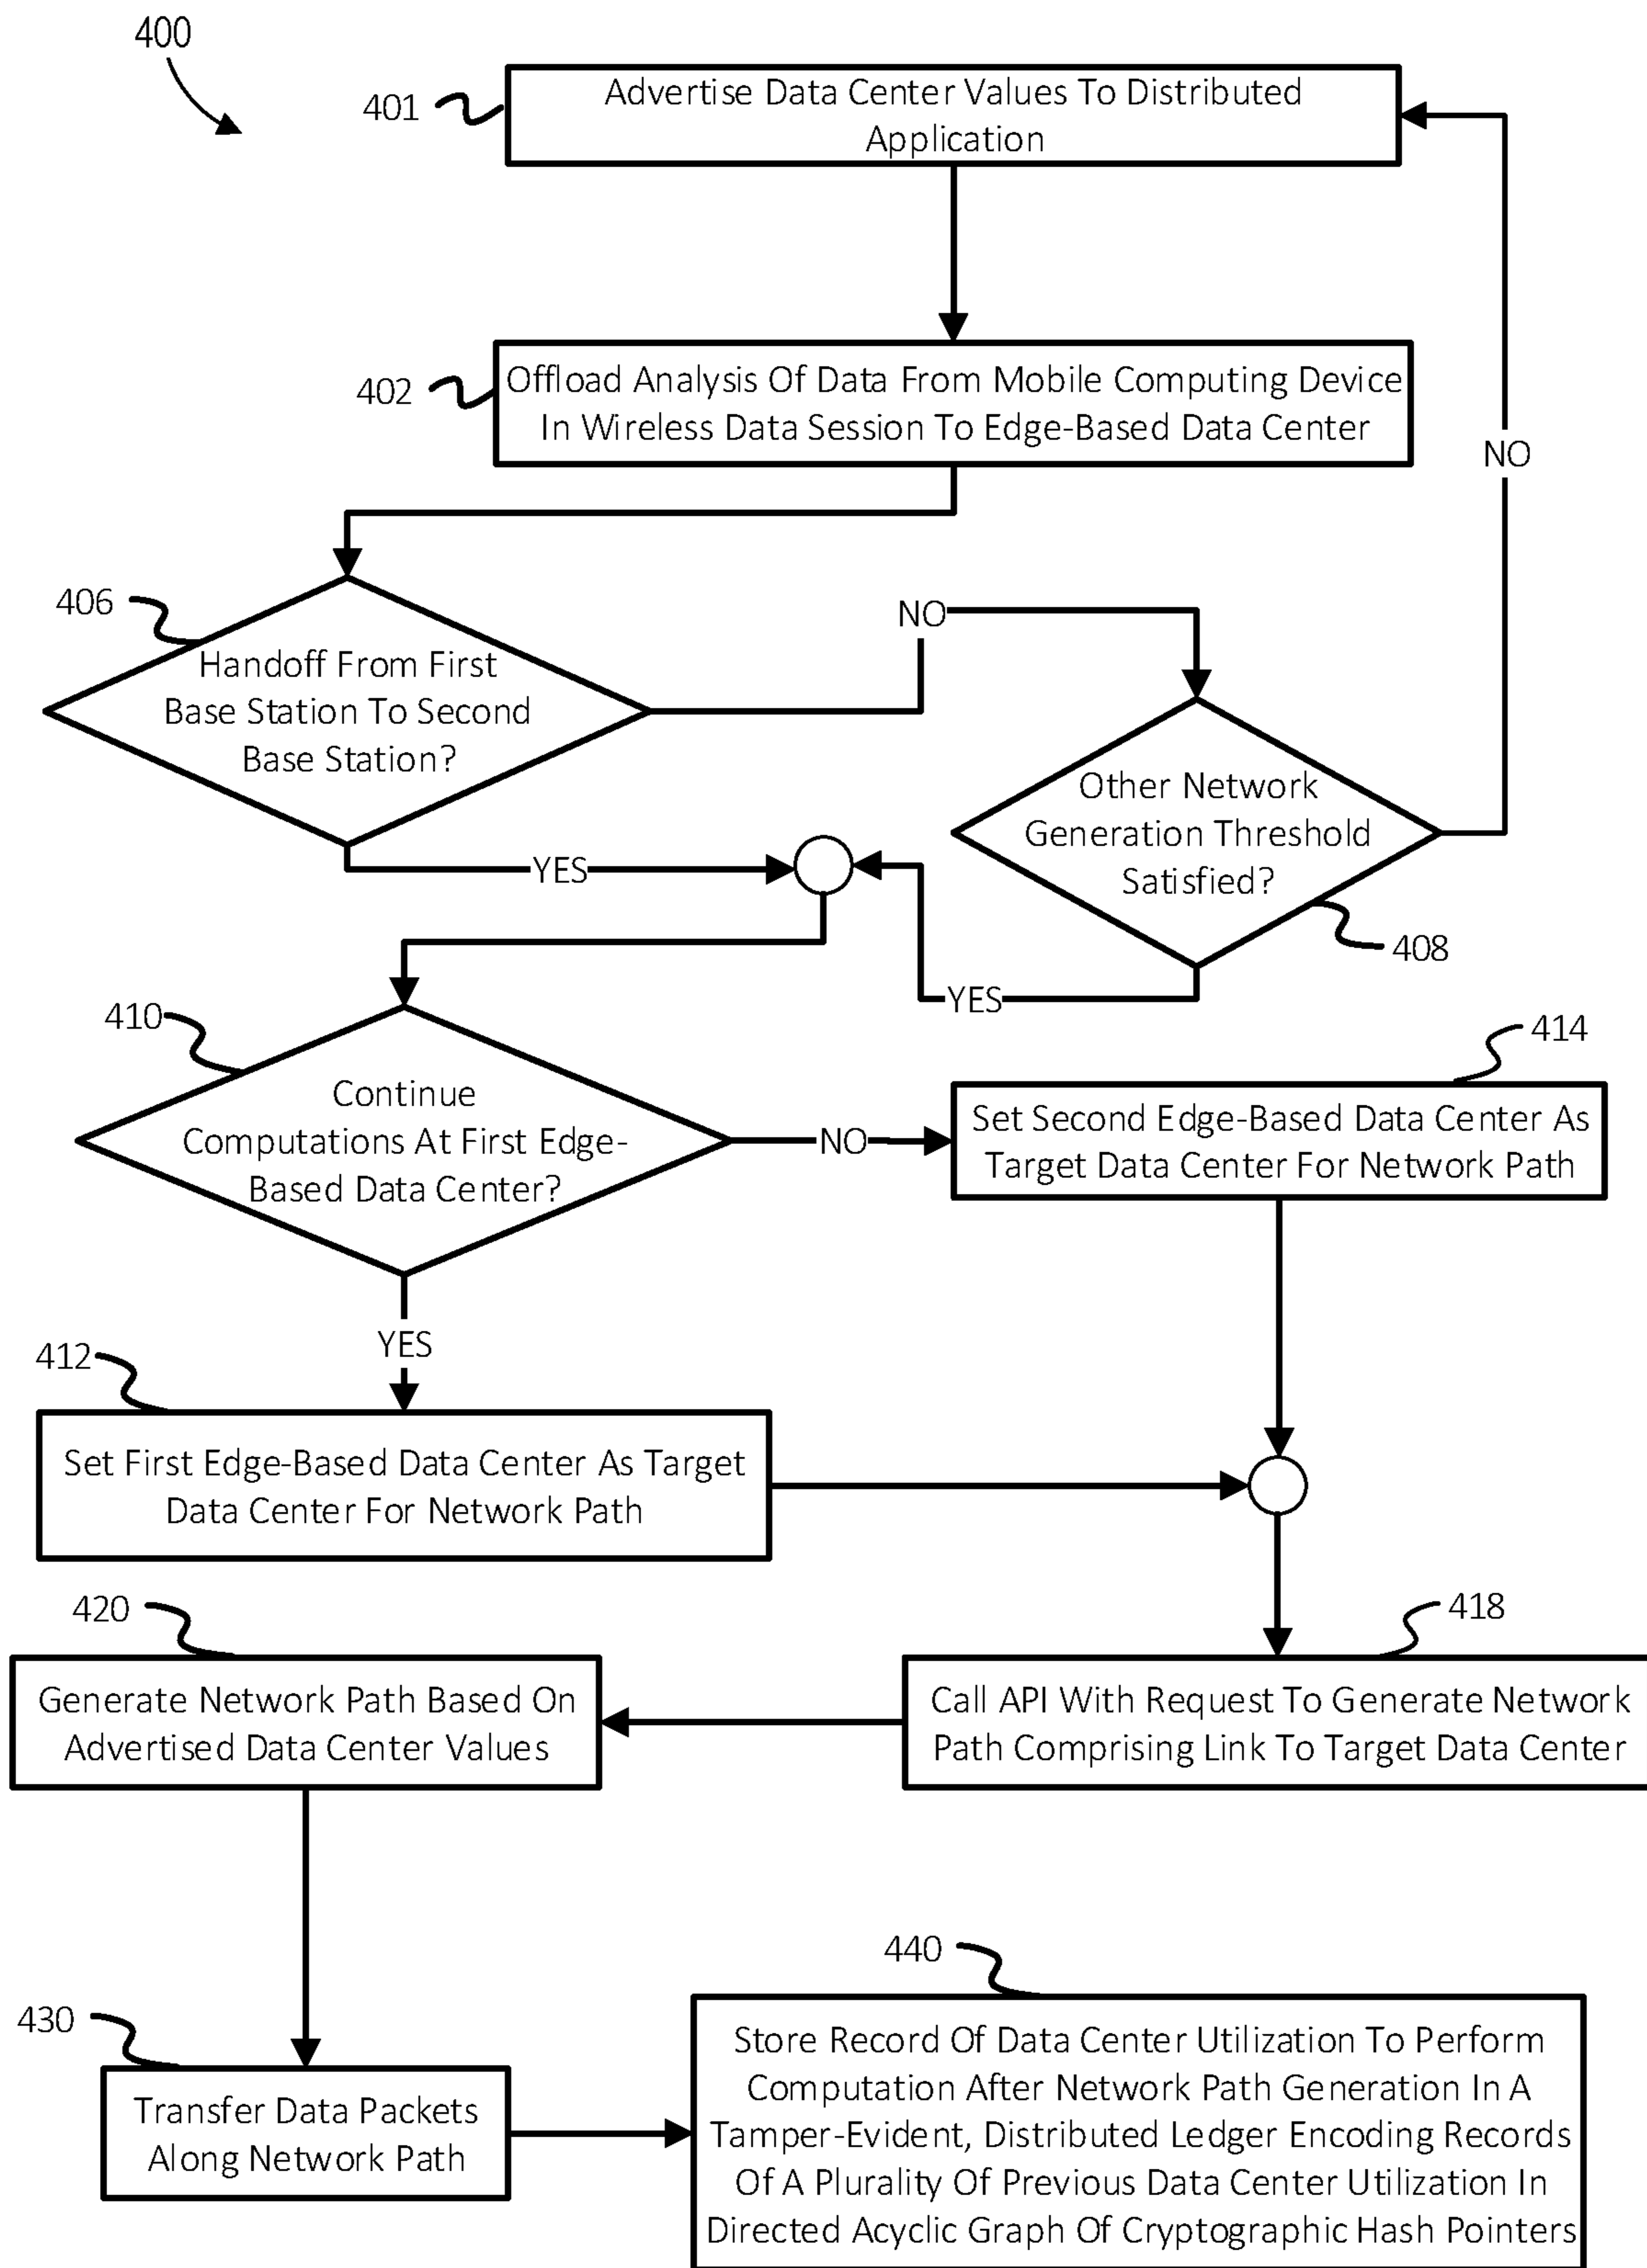 400
401
Advertise Data Center Values To Distributed
Application
402
Offload Analysis Of Data From Mobile Computing Device
In Wireless Data Session To Edge-Based Data Center
NO
406
Handoff From First
Base Station To Second
Base Station?
NO
Other Network
Generation Threshold
Satisfied?
YES
408
YES
410
Continue
Computations At First Edge-
Based Data Center?
NO
414
Set Second Edge-Based Data Center As
Target Data Center For Network Path
YES
412
Set First Edge-Based Data Center As Target
Data Center For Network Path
418
Call API With Request To Generate Network
Path Comprising Link To Target Data Center
420
Generate Network Path Based On
Advertised Data Center Values
430
Transfer Data Packets
Along Network Path
440
Store Record Of Data Center Utilization To Perform
Computation After Network Path Generation In A
Tamper-Evident, Distributed Ledger Encoding Records
Of A Plurality Of Previous Data Center Utilization In
Directed Acyclic Graph Of Cryptographic Hash Pointers